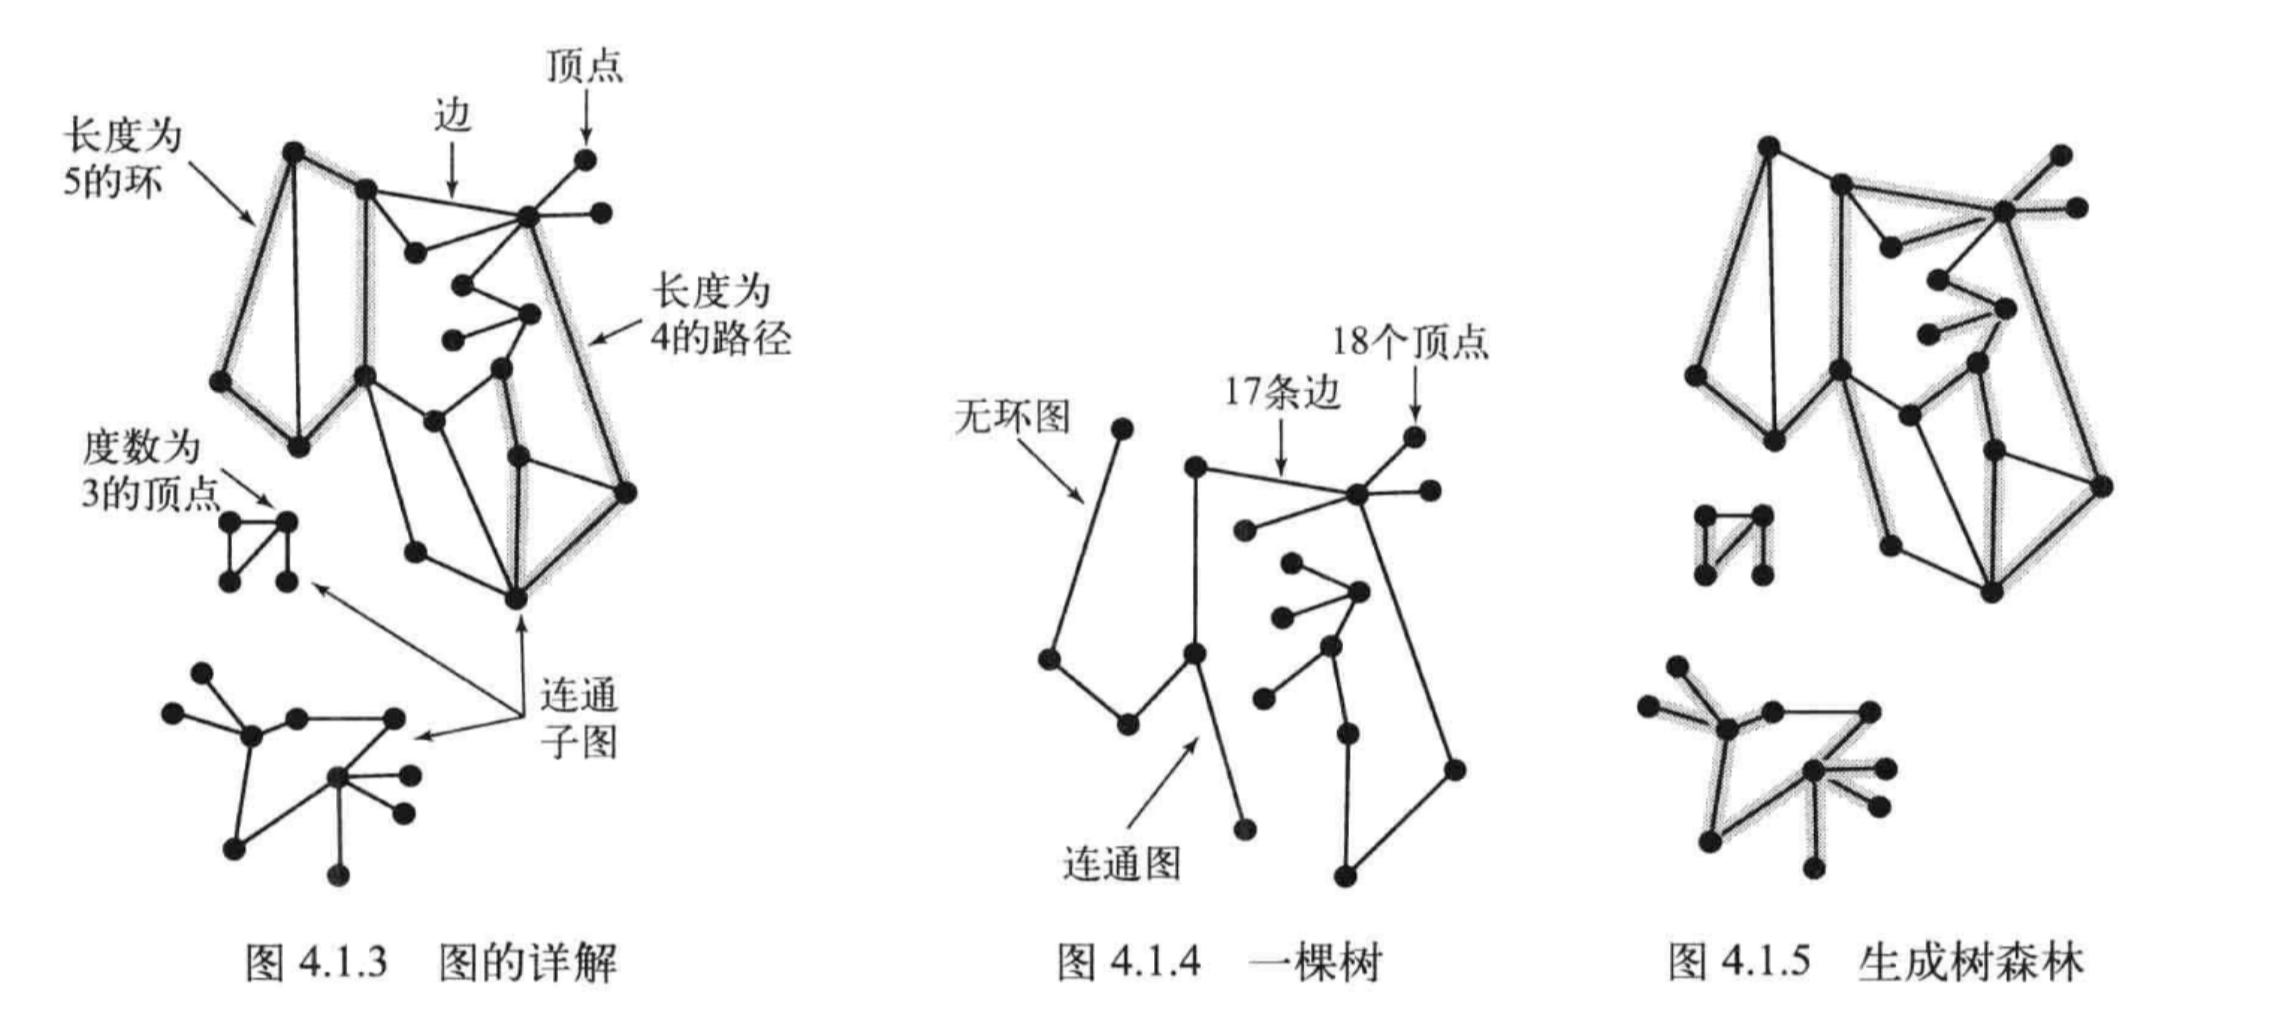 顶点
边
长度为
5的环
长度为
4的路径
度数为
3的顶点
连通
子图
图 4.1.3 图的详解
18个顶点
17条边
无环图
连通图
图 4.1.4 一棵树
图 4.1.5 生成树森林